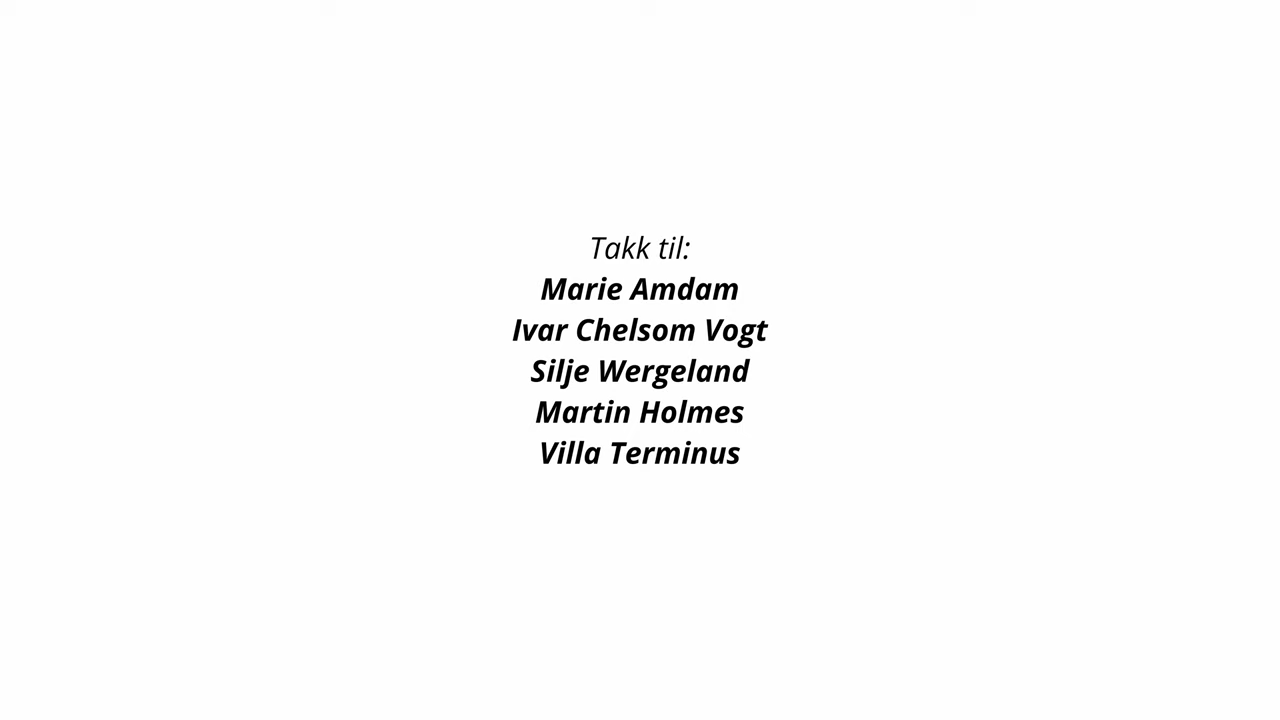 Takk til:
Marie Amdam
Ivar Chelsom Vogt
Silje Wergeland
Martin Holmes
Villa Terminus